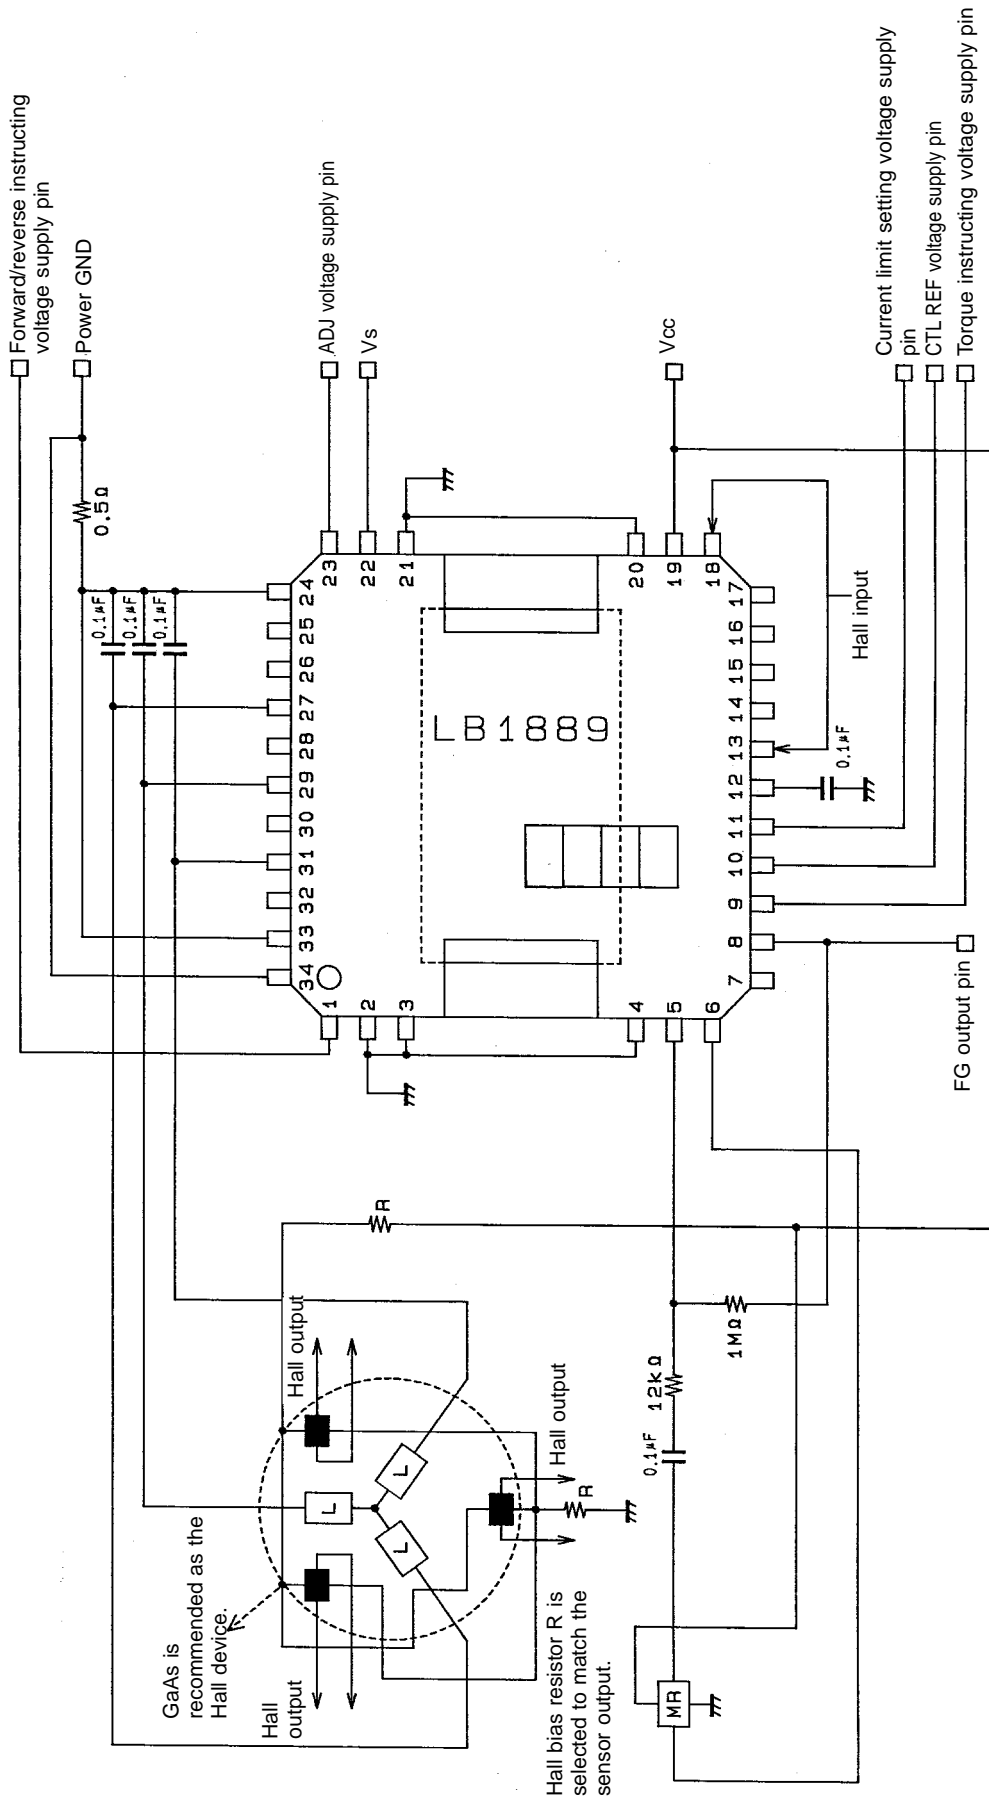 Forward/reverse instructing
voltage supply pin
Power GND
ADJ voltage supply pin
Vs
Vcc
Current limit setting voltage supply
pin
CTL REF voltage supply pin
Torque instructing voltage supply pin
0.5Ω
0.1µF
0.1µF
0.1µF
24
25
26
27
28
29
30
31
32
33
34
23
22
21
20
19
18
17
16
15
14
13
12
11
10
9
8
7
1
2
3
4
5
6
LB1889
Hall input
0.1µF
FG output pin
R
Hall output
L
L
L
Hall output
R
GaAs is
recommended as the
Hall device.
Hall
output
Hall bias resistor R is
selected to match the
sensor output.
1MΩ
12kΩ
0.1µF
MR